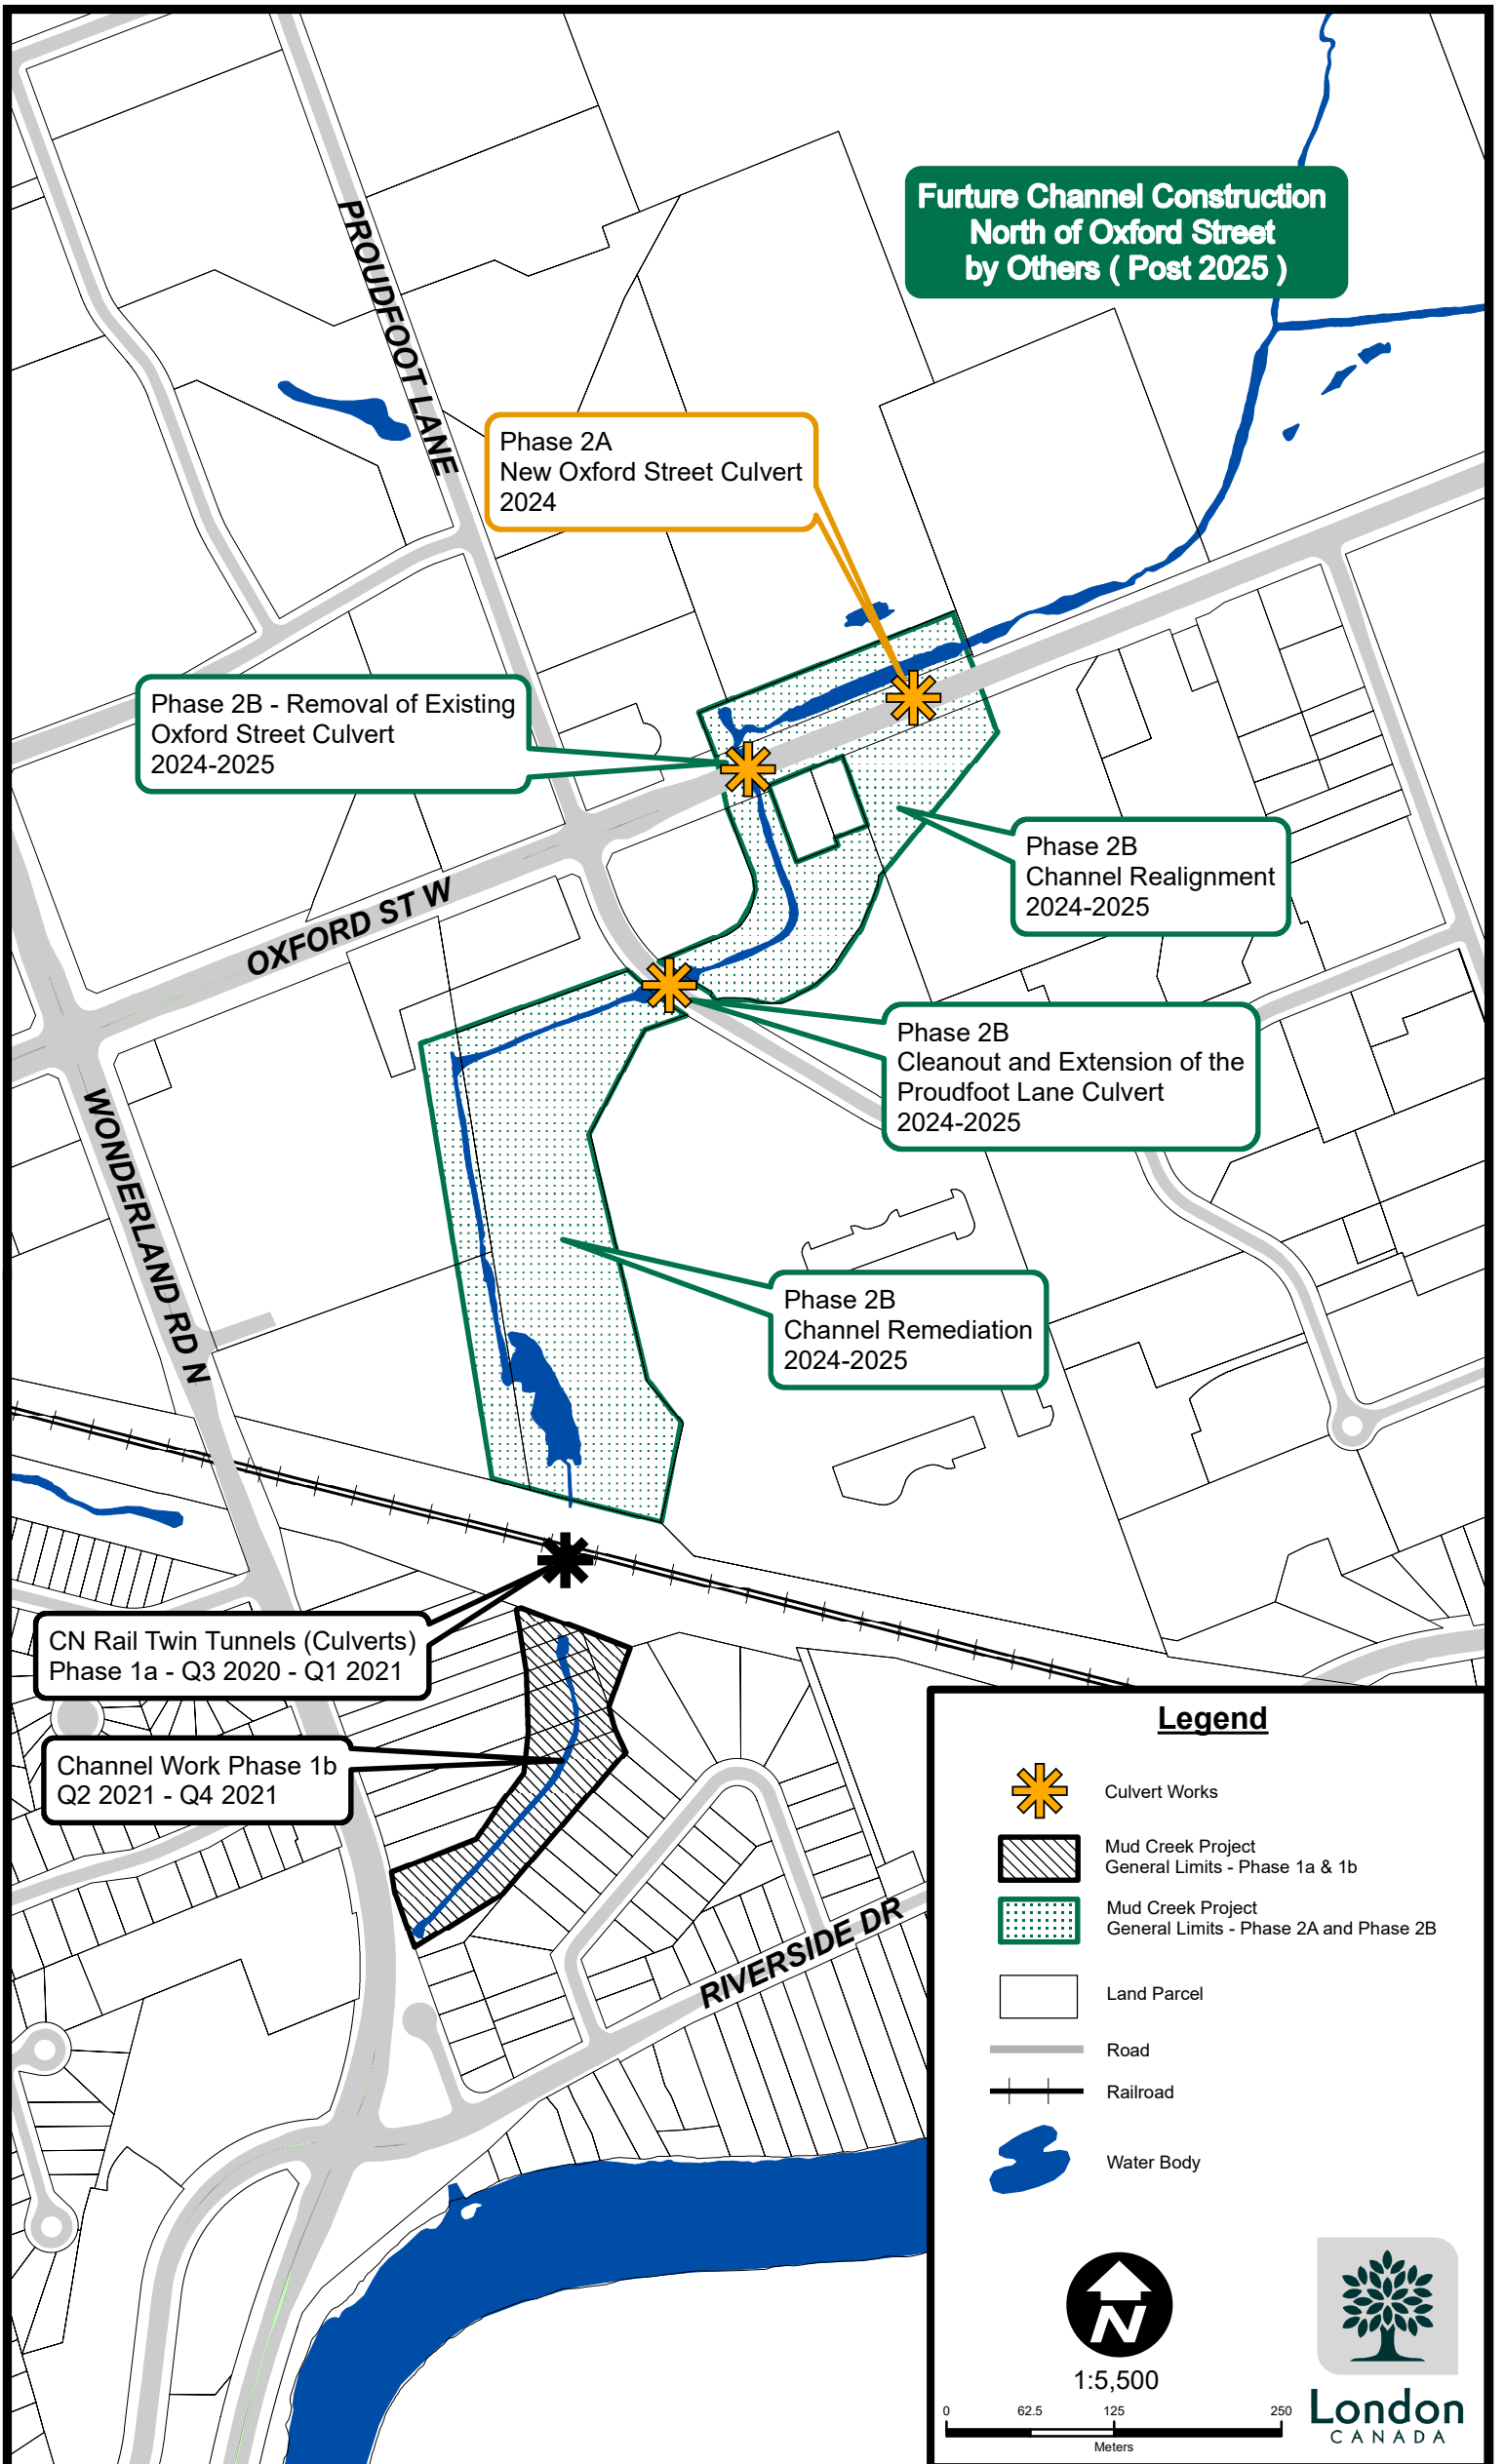 Furture Channel Construction
North of Oxford Street
by Others ( Post 2025 )
PROUDFOOT LANE
Phase 2A
New Oxford Street Culvert
2024
Phase 2B - Removal of Existing
Oxford Street Culvert
2024-2025
Phase 2B
Channel Realignment
2024-2025
OXFORD ST W
Phase 2B
Cleanout and Extension of the
Proudfoot Lane Culvert
2024-2025
WONDERLAND RD N
Phase 2B
Channel Remediation
2024-2025
CN Rail Twin Tunnels (Culverts)
Phase 1a - Q3 2020 - Q1 2021
Channel Work Phase 1b
Q2 2021 - Q4 2021
RIVERSIDE DR
Legend
Culvert Works
Mud Creek Project
General Limits - Phase 1a & 1b
Mud Creek Project
General Limits - Phase 2A and Phase 2B
Land Parcel
Road
Railroad
Water Body
N
1:5,500
0 62.5 125 250
Meters
London
CANADA